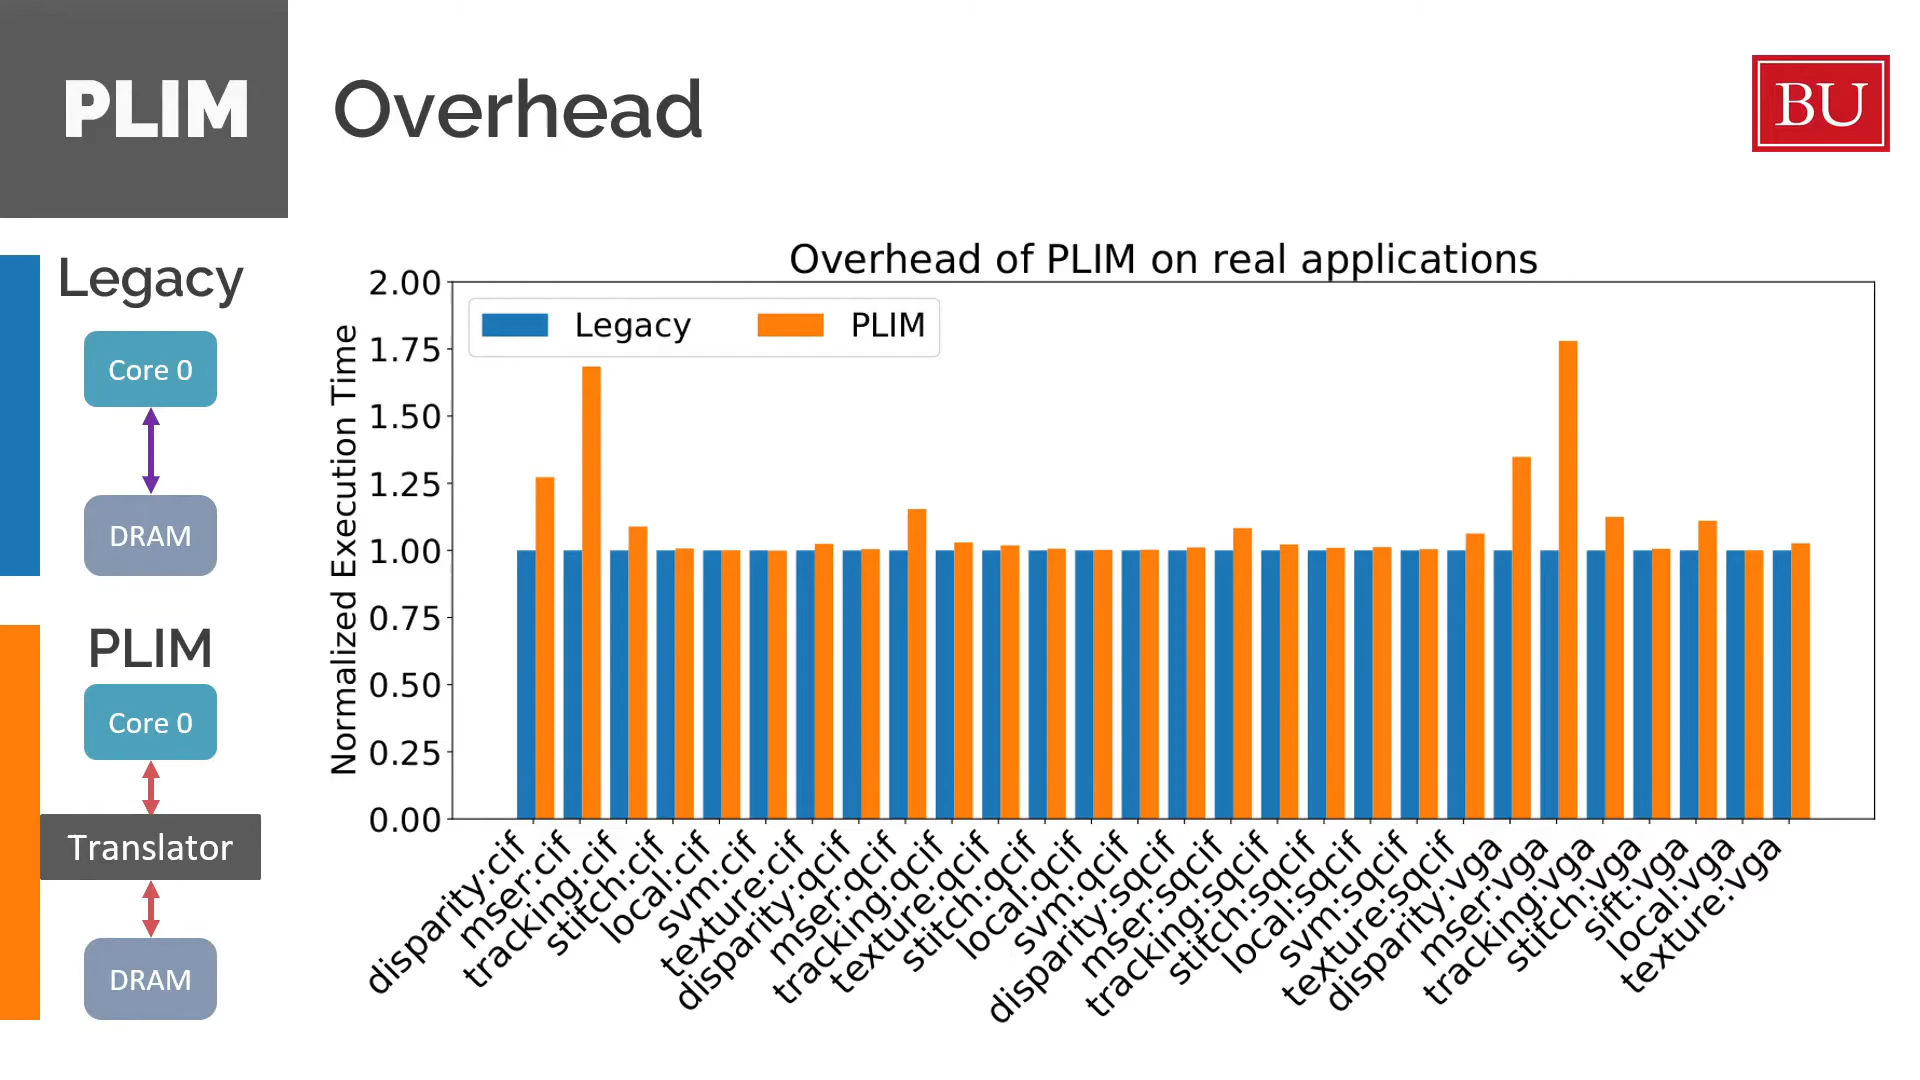 PLIM
Overhead
BU
Legacy
Core 0
DRAM
PLIM
Core 0
Translator
DRAM
Overhead of PLIM on real applications
Legacy
PLIM
Normalized Execution Time
2.00
1.75
1.50
1.25
1.00
0.75
0.50
0.25
0.00
disparity:cif
mser:cif
tracking:cif
stitch:cif
local:cif
svm:cif
texture:cif
disparity:qcif
mser:qcif
tracking:qcif
texture:qcif
stitch:qcif
local:qcif
svm:qcif
disparity:sqcif
mser:sqcif
tracking:sqcif
stitch:sqcif
local:sqcif
svm:sqcif
texture:sqcif
disparity:vga
mser:vga
tracking:vga
stitch:vga
sift:vga
local:vga
texture:vga